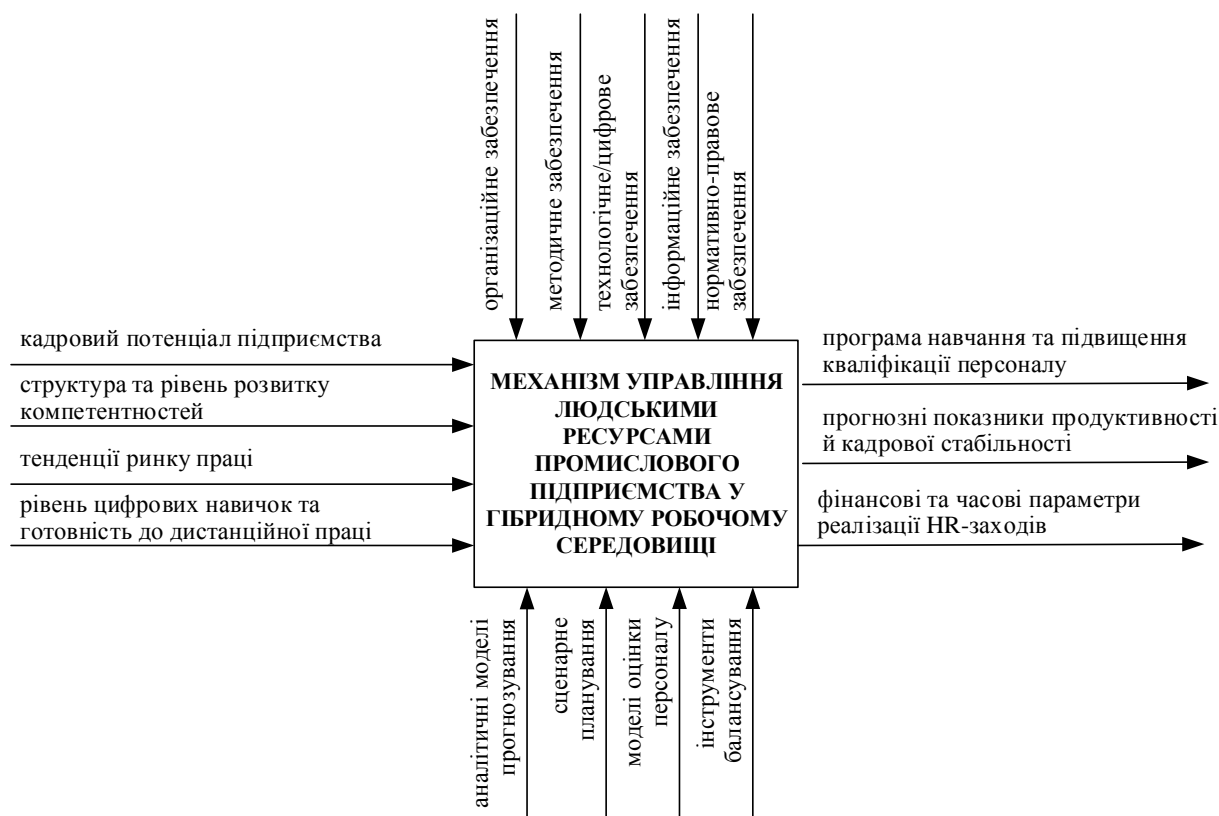 організаційне забезпечення
методичне забезпечення
технологічне/цифрове
забезпечення
інформаційне забезпечення
нормативно-правове
забезпечення
кадровий потенціал підприємства
структура та рівень розвитку
компетентностей
тенденції ринку праці
рівень цифрових навичок та
готовність до дистанційної праці
МЕХАНІЗМ УПРАВЛІННЯ
ЛЮДСЬКИМИ
РЕСУРСАМИ
ПРОМИСЛОВОГО
ПІДПРИЄМСТВА У
ГІБРИДНОМУ РОБОЧОМУ
СЕРЕДОВИЩІ
програма навчання та підвищення
кваліфікації персоналу
прогнозні показники продуктивності
й кадрової стабільності
фінансові та часові параметри
реалізації HR-заходів
аналітичні моделі
прогнозування
сценарне
планування
моделі оцінки
персоналу
інструменти
балансування